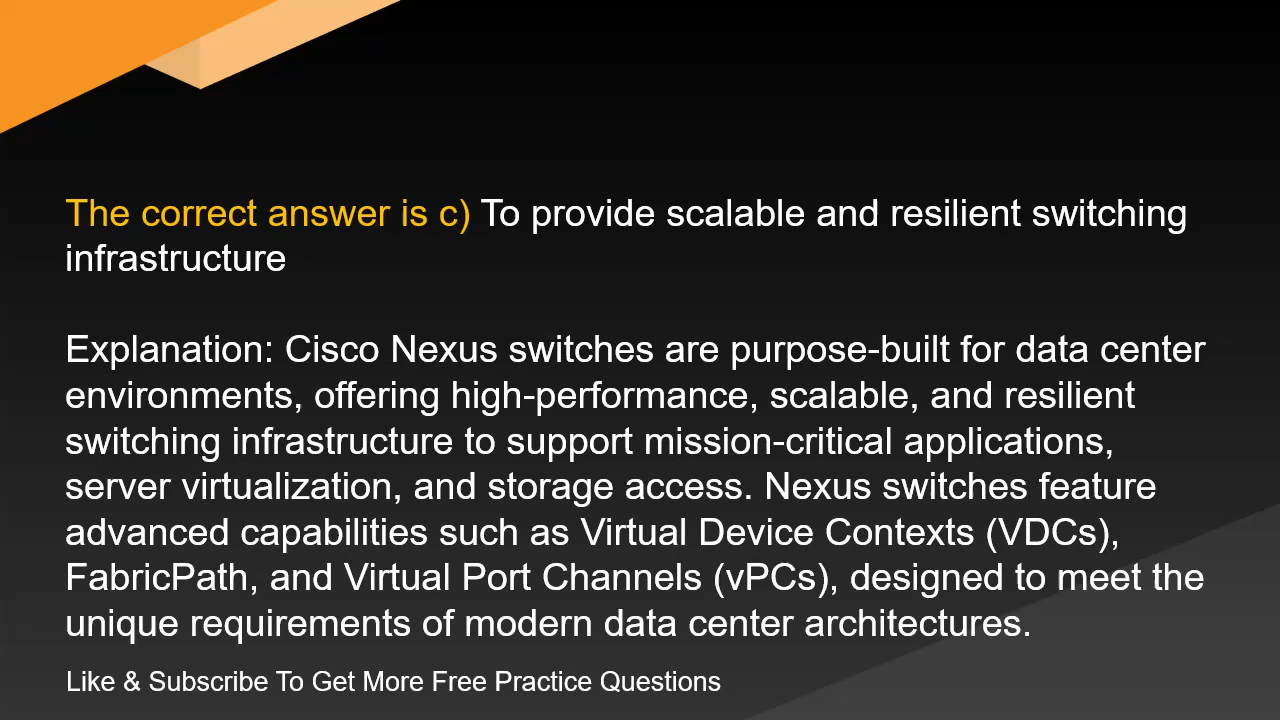 The correct answer is c) To provide scalable and resilient switching
infrastructure
Explanation: Cisco Nexus switches are purpose-built for data center
environments, offering high-performance, scalable, and resilient
switching infrastructure to support mission-critical applications,
server virtualization, and storage access. Nexus switches feature
advanced capabilities such as Virtual Device Contexts (VDCs),
FabricPath, and Virtual Port Channels (vPCs), designed to meet the
unique requirements of modern data center architectures.
Like & Subscribe To Get More Free Practice Questions